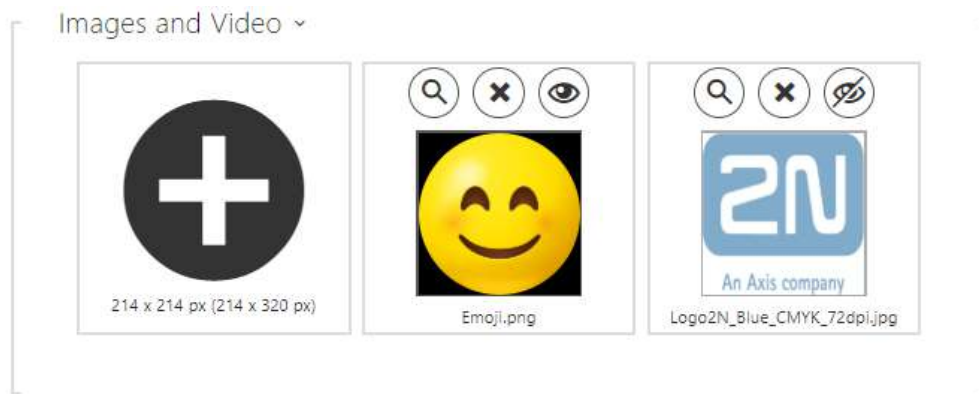 Images and Video
214 x 214 px (214 x 320 px)
Emoji.png
2N
An Axis company
Logo2N_Blue_CMYK_72dpi.jpg